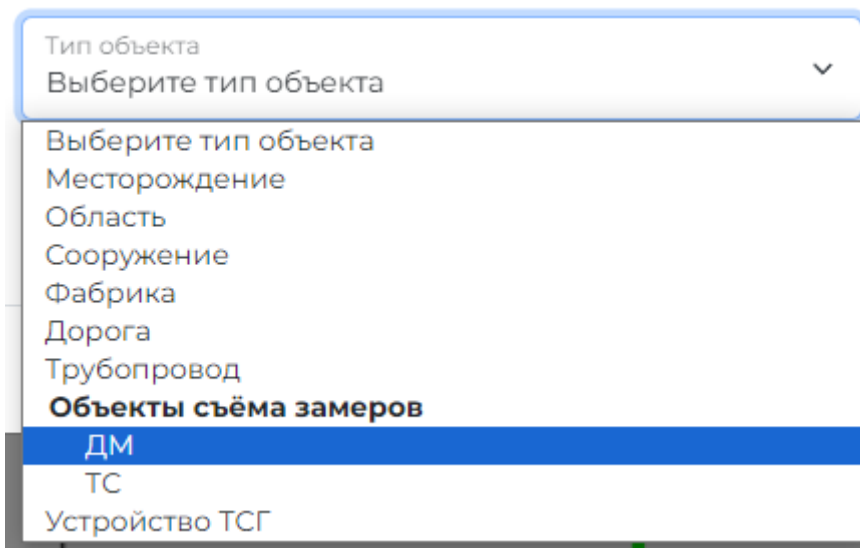 Тип объекта
Выберите тип объекта
Выберите тип объекта
Месторождение
Область
Сооружение
Фабрика
Дорога
Трубопровод
Объекты съёма замеров
ДМ
ТС
Устройство ТСГ